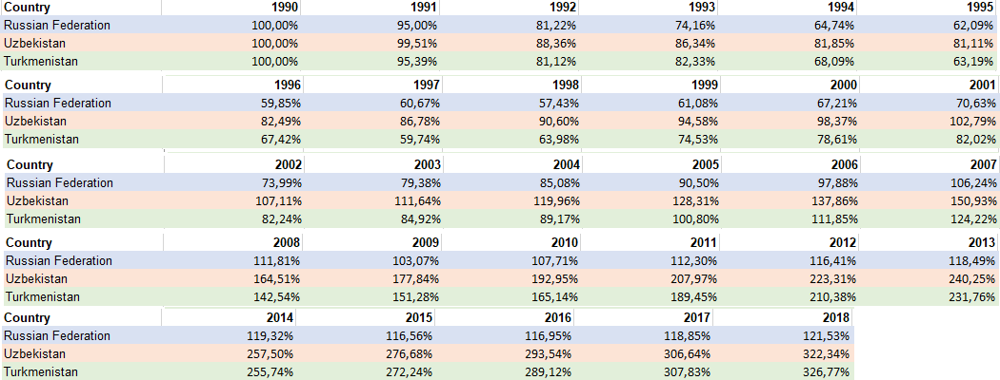 Country 1990 1991 1992 1993 1994 1995
Russian Federation 100,00% 95,00% 81,22% 74,16% 64,74% 62,09%
Uzbekistan 100,00% 99,51% 88,36% 86,34% 81,85% 81,11%
Turkmenistan 100,00% 95,39% 81,12% 82,33% 68,09% 63,19%
Country 1996 1997 1998 1999 2000 2001
Russian Federation 59,85% 60,67% 57,43% 61,08% 67,21% 70,63%
Uzbekistan 82,49% 86,78% 90,60% 94,58% 98,37% 102,79%
Turkmenistan 67,42% 59,74% 63,98% 74,53% 78,61% 82,02%
Country 2002 2003 2004 2005 2006 2007
Russian Federation 73,99% 79,38% 85,08% 90,50% 97,88% 106,24%
Uzbekistan 107,11% 111,64% 119,96% 128,31% 137,86% 150,93%
Turkmenistan 82,24% 84,92% 89,17% 100,80% 111,85% 124,22%
Country 2008 2009 2010 2011 2012 2013
Russian Federation 111,81% 103,07% 107,71% 112,30% 116,41% 118,49%
Uzbekistan 164,51% 177,84% 192,95% 207,97% 223,31% 240,25%
Turkmenistan 142,54% 151,28% 165,14% 189,45% 210,38% 231,76%
Country 2014 2015 2016 2017 2018
Russian Federation 119,32% 116,56% 116,95% 118,85% 121,53%
Uzbekistan 257,50% 276,68% 293,54% 306,64% 322,34%
Turkmenistan 255,74% 272,24% 289,12% 307,83% 326,77%